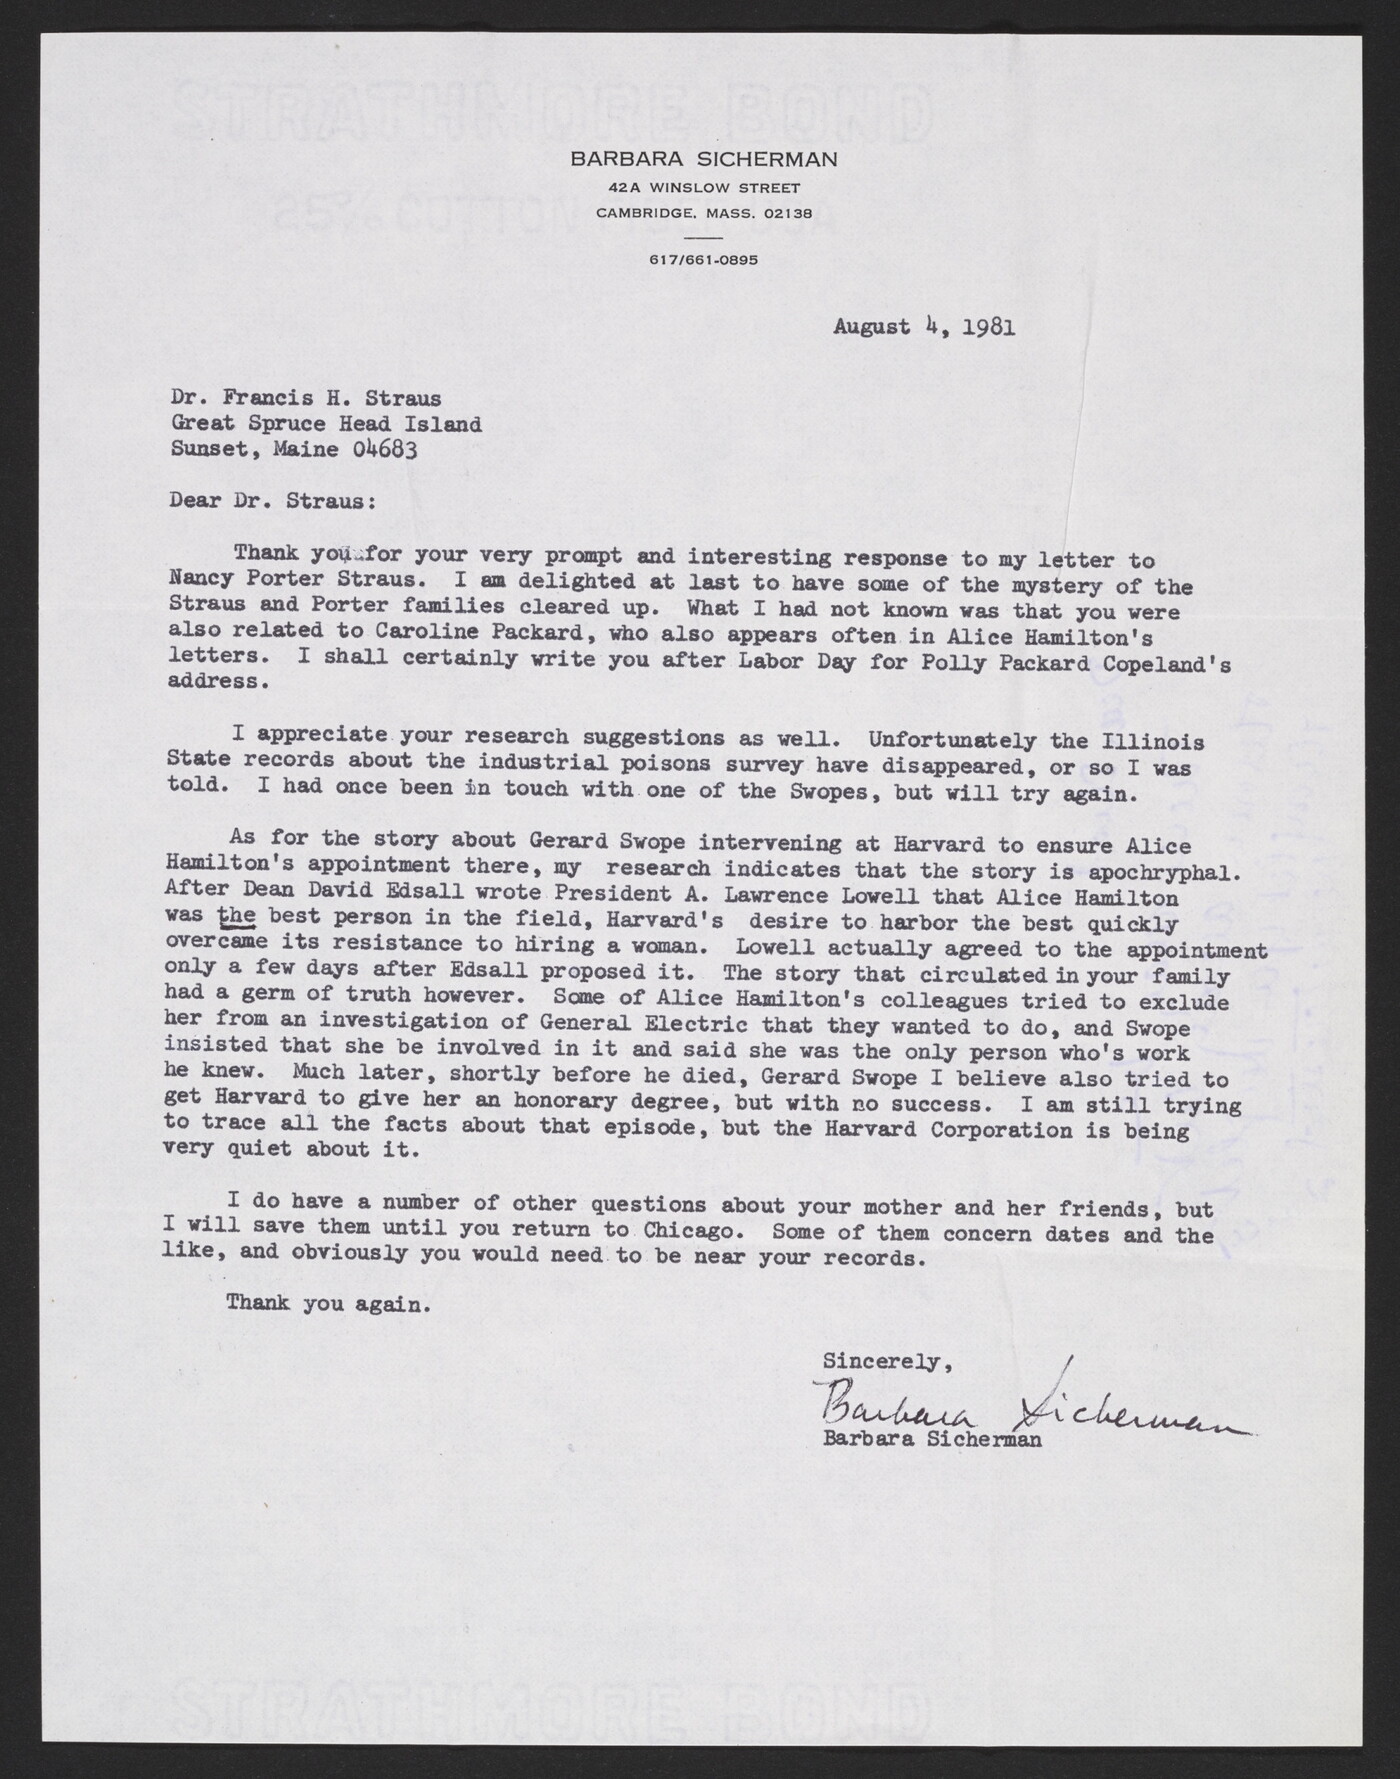 STRATHMORE BOND
BARBARA SICHERMAN
42A WINSLOW STREET
CAMBRIDGE, MASS. 02138
25% COTTON
617/661-0895
August 4, 1981
Dr. Francis H. Straus
Great Spruce Head Island
Sunset, Maine 04683
Dear Dr. Straus:
Thank you for your very prompt and interesting response to my letter to
Nancy Porter Straus. I am delighted at last to have some of the mystery of the
Straus and Porter families cleared up. What I had not known was that you were
also related to Caroline Packard, who also appears often in Alice Hamilton's
letters. I shall certainly write you after Labor Day for Polly Packard Copeland's
address.
I appreciate your research suggestions as well. Unfortunately the Illinois
State records about the industrial poisons survey have disappeared, or so I was
told. I had once been in touch with one of the Swopes, but will try again.
As for the story about Gerard Swope intervening at Harvard to ensure Alice
Hamilton's appointment there, my research indicates that the story is apochryphal.
After Dean David Edsall wrote President A. Lawrence Lowell that Alice Hamilton
was the best person in the field, Harvard's desire to harbor the best quickly
overcame its resistance to hiring a woman. Lowell actually agreed to the appointment
only a few days after Edsall proposed it. The story that circulated in your family
had a germ of truth however. Some of Alice Hamilton's colleagues tried to exclude
her from an investigation of General Electric that they wanted to do, and Swope
insisted that she be involved in it and said she was the only person who's work
he knew. Much later, shortly before he died, Gerard Swope I believe also tried to
get Harvard to give her an honorary degree, but with no success. I am still trying
to trace all the facts about that episode, but the Harvard Corporation is being
very quiet about it.
I do have a number of other questions about your mother and her friends, but
I will save them until you return to Chicago. Some of them concern dates and the
like, and obviously you would need to be near your records.
Thank you again.
Sincerely,
Barbara Sicherman
Barbara Sicherman
STRATHMORE BOND